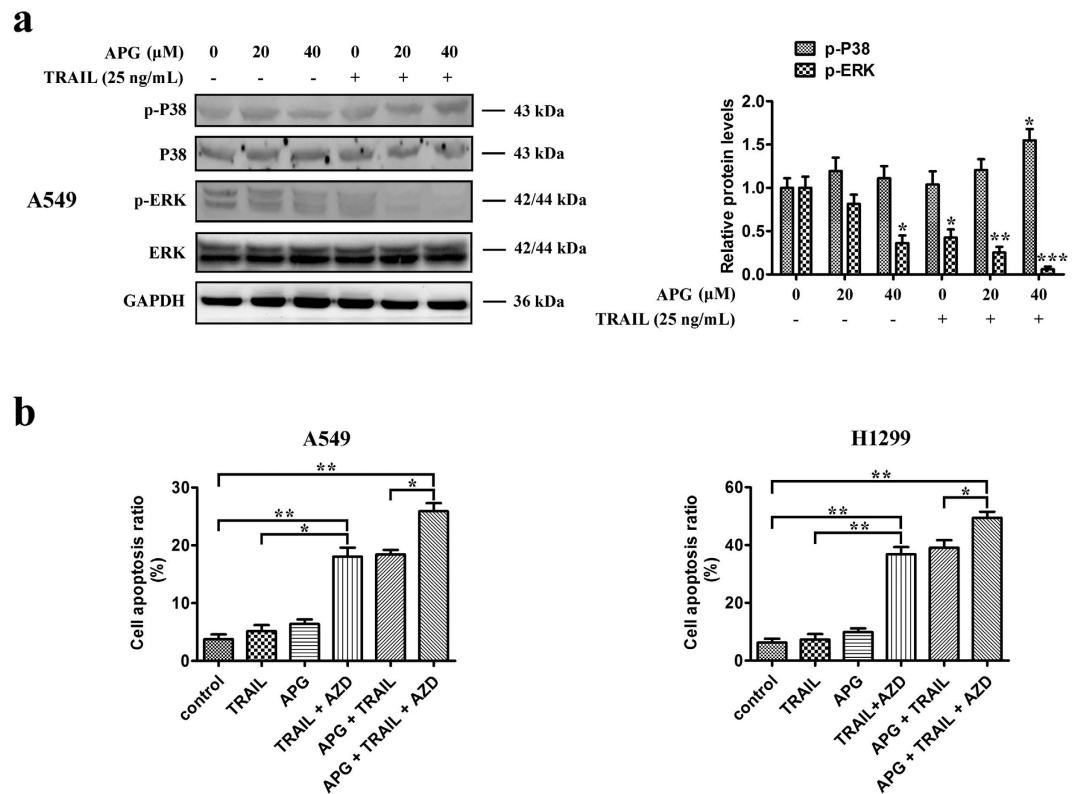 a
APG (μM) 0 20 40 0 20 40
TRAIL (25 ng/mL) - - - + + +
p-P38 43 kDa
P38 43 kDa
A549 p-ERK 42/44 kDa
ERK 42/44 kDa
GAPDH 36 kDa
p-P38
p-ERK
Relative protein levels
2.0
1.5
1.0
0.5
0.0
*
* * ** ***
APG (μM) 0 20 40 0 20 40
TRAIL (25 ng/mL) - - - + + +
b
A549
Cell apoptosis ratio
(%)
30
20
10
0
**
*
**
*
control
TRAIL
APG
TRAIL + AZD
APG + TRAIL
APG + TRAIL + AZD
H1299
Cell apoptosis ratio
(%)
60
40
20
0
**
*
**
**
control
TRAIL
APG
TRAIL+AZD
APG + TRAIL
APG + TRAIL + AZD